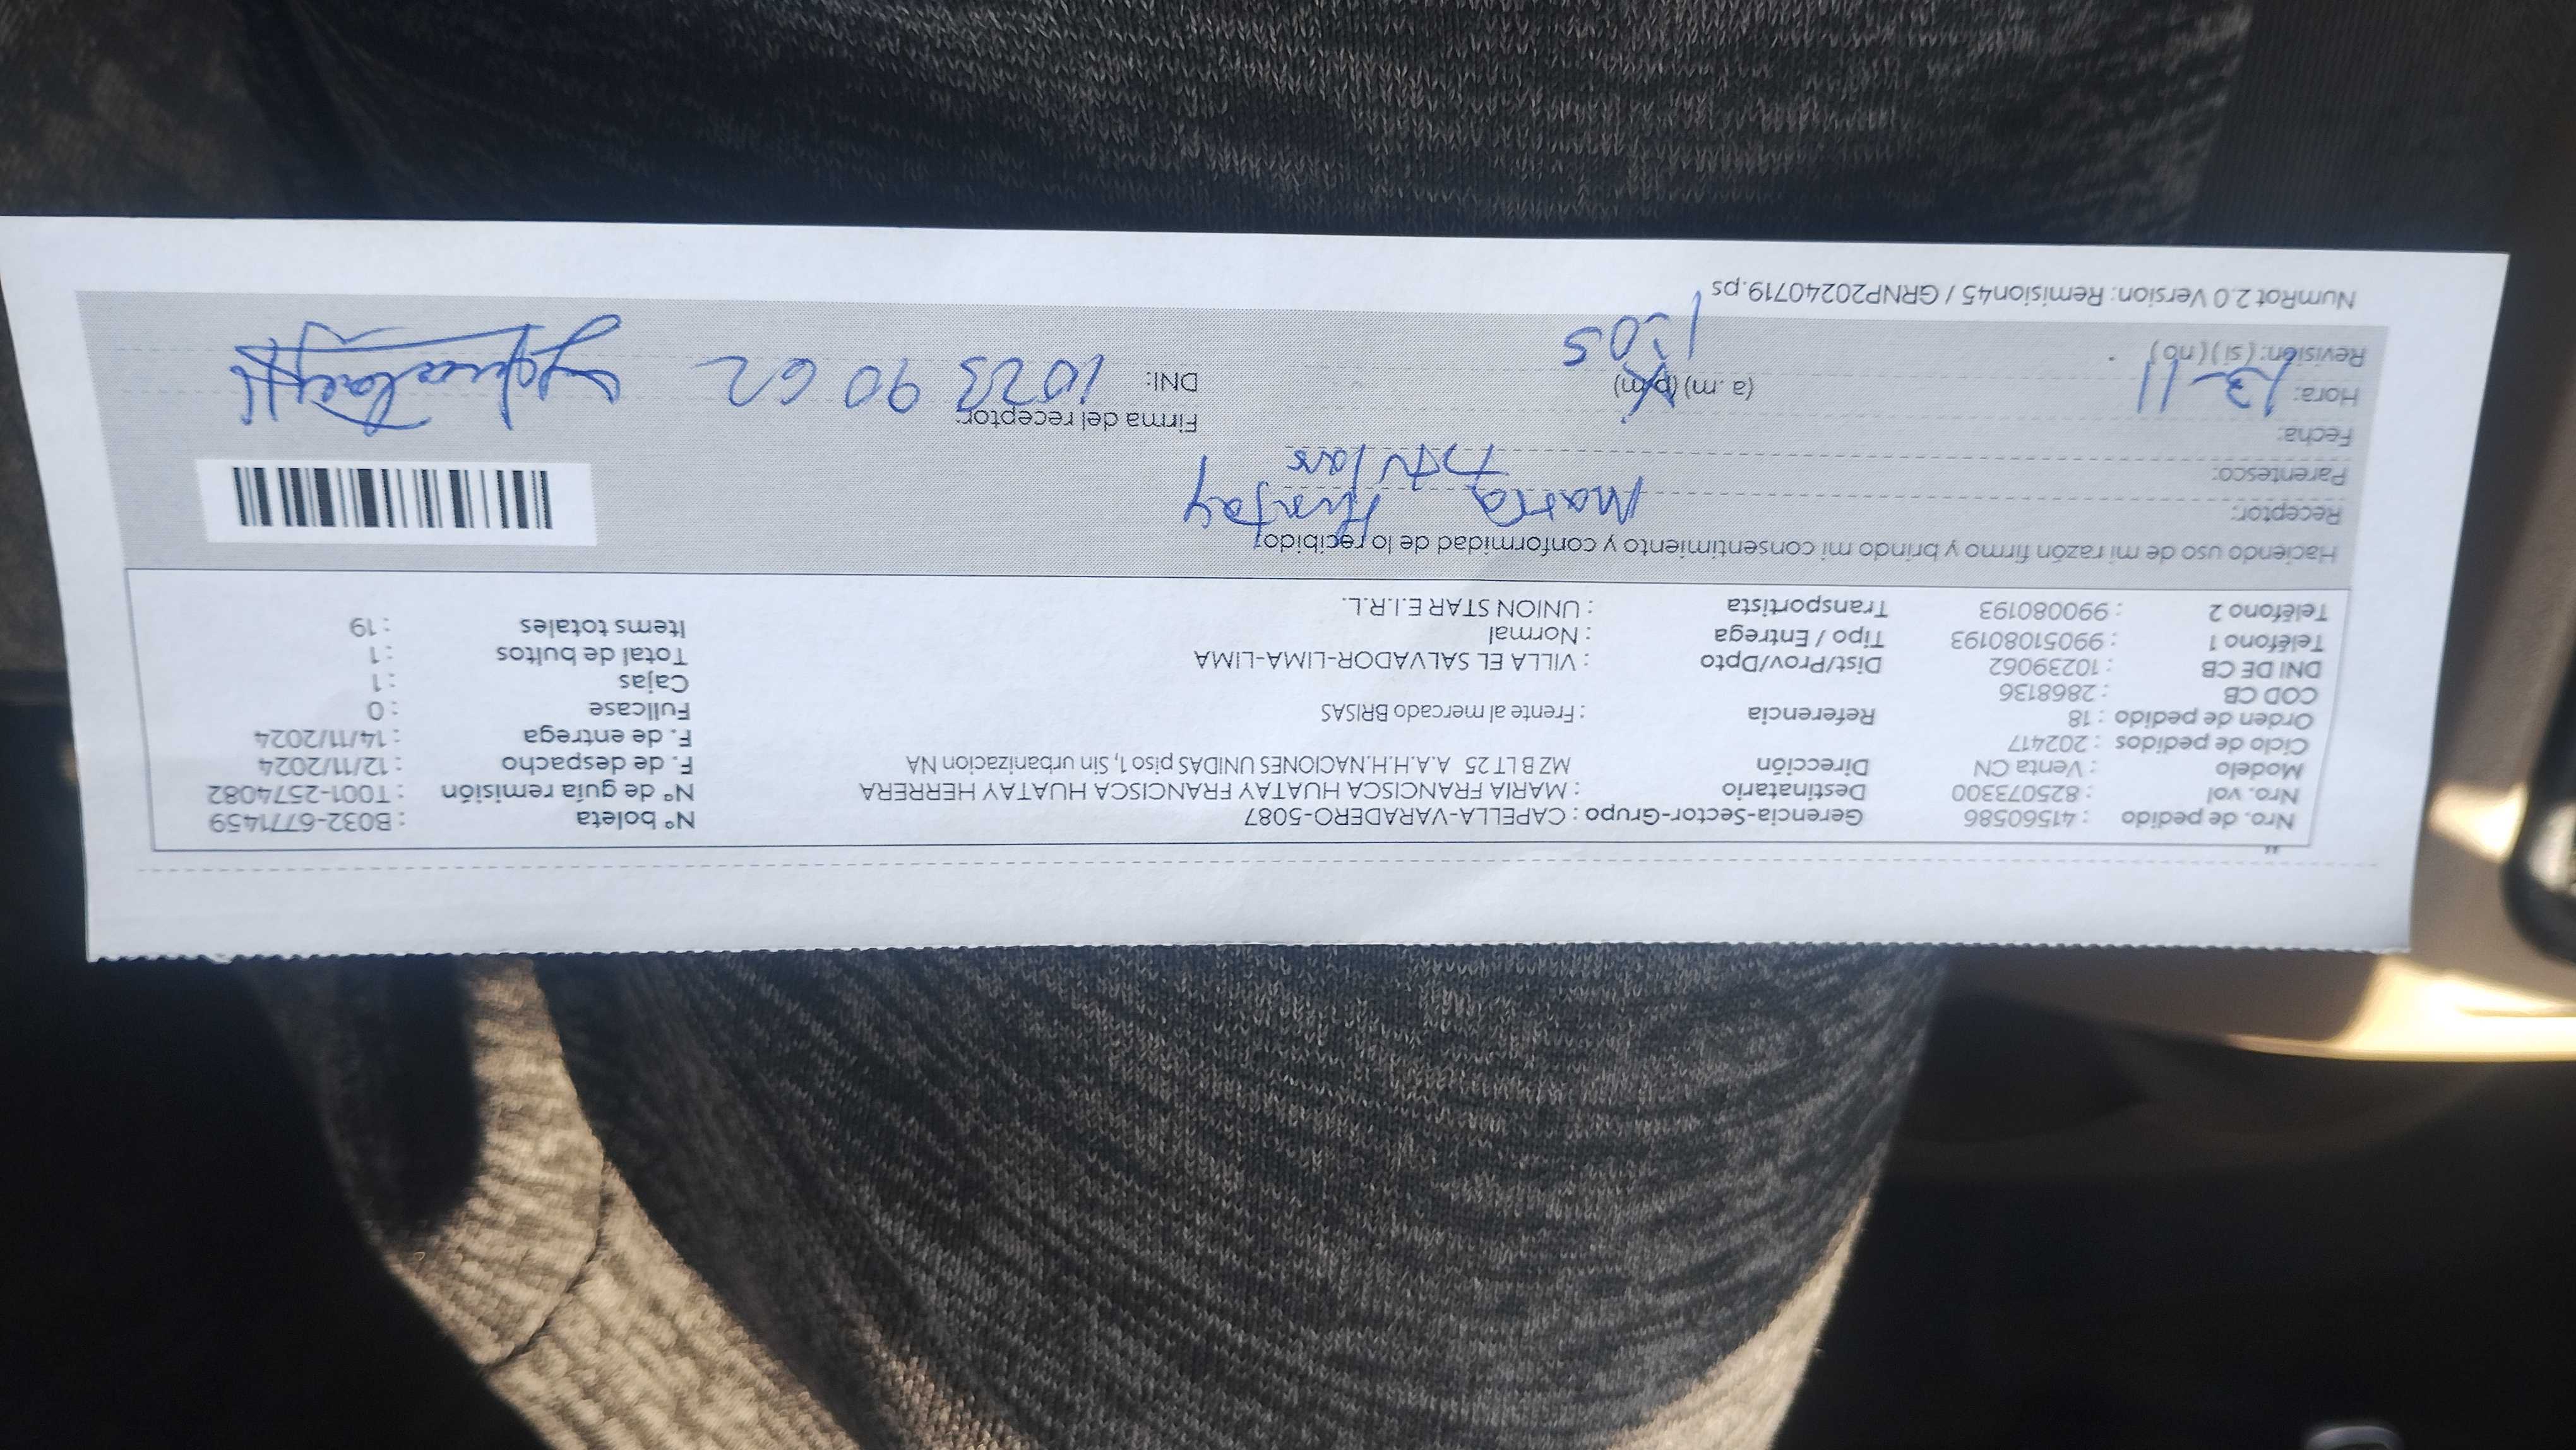 Nro. de pedido : 41560586 Gerencia-Sector-Grupo : CAPELLA-VARADERO-5087 N° boleta : B032-6771459
Nro. vol : 825073300 Destinatario : MARIA FRANCISCA HUATAY FRANCISCA HUATAY HERRERA N° de guía remisión : T001-2574082
Modelo : Venta CN Dirección MZ B LT 25 A.A.H.H.NACIONES UNIDAS piso 1, Sin urbanizacion NA F. de despacho : 12/11/2024
Ciclo de pedidos : 202417 F. de entrega : 14/11/2024
Orden de pedido : 18 Referencia : Frente al mercado BRISAS Fullcase : 0
COD CB : 2868136 Cajas : 1
DNI DE CB : 10239062 Dist/Prov/Dpto : VILLA EL SALVADOR-LIMA-LIMA Total de bultos : 1
Teléfono 1 : 99051080193 Tipo / Entrega : Normal Items totales : 19
Teléfono 2 : 990080193 Transportista : UNION STAR E.I.R.L.
Haciendo uso de mi razón firmo y brindo mi consentimiento y conformidad de lo recibido:
Receptor: Maria Huatay
Parentesco: Titular
Fecha: Firma del receptor:
Hora: 13-11 (a.m) (p.m) DNI: 10239062
Revisión: (si) (no) 1:05
NumRot 2.0 Version: Remision45 / GRNP20240719.ps